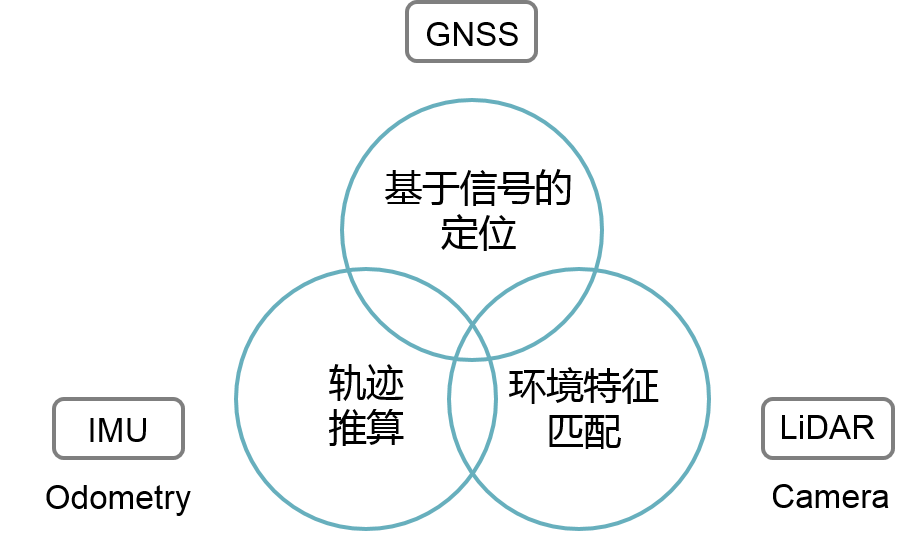 GNSS
基于信号的
定位
轨迹
推算
环境特征
匹配
IMU
Odometry
LiDAR
Camera